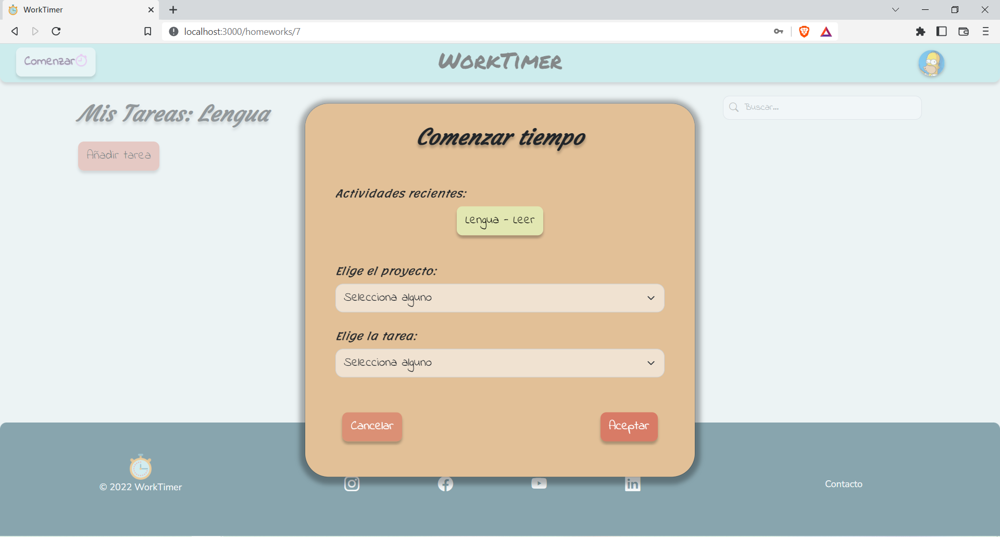 WorkTimer
localhost:3000/homeworks/7
Comenzar
WorkTimer
Mis Tareas: Lengua
Buscar...
Añadir tarea
Comenzar tiempo
Actividades recientes:
Lengua - Leer
Elige el proyecto:
Selecciona alguno
Elige la tarea:
Selecciona alguno
Cancelar
Aceptar
© 2022 WorkTimer
Contacto